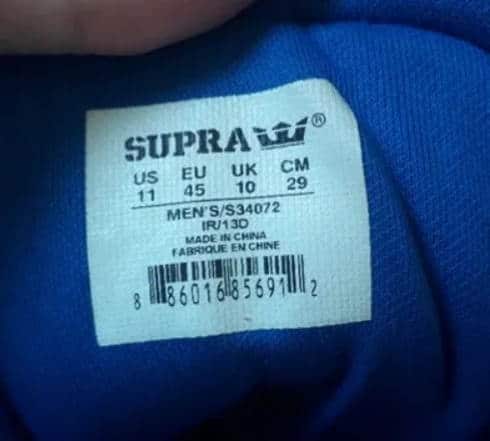 SUPRA ®
US EU UK CM
11 45 10 29
MEN'S/S34072
IR/13D
MADE IN CHINA
FABRIQUE EN CHINE
8 86016 85691 2